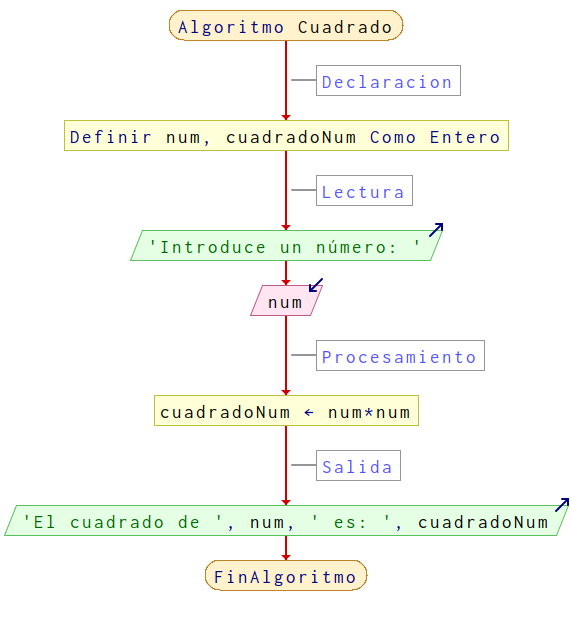 Algoritmo Cuadrado
Declaracion
Definir num, cuadradoNum Como Entero
Lectura
'Introduce un número: '
num
Procesamiento
cuadradoNum ← num*num
Salida
'El cuadrado de ', num, ' es: ', cuadradoNum
FinAlgoritmo